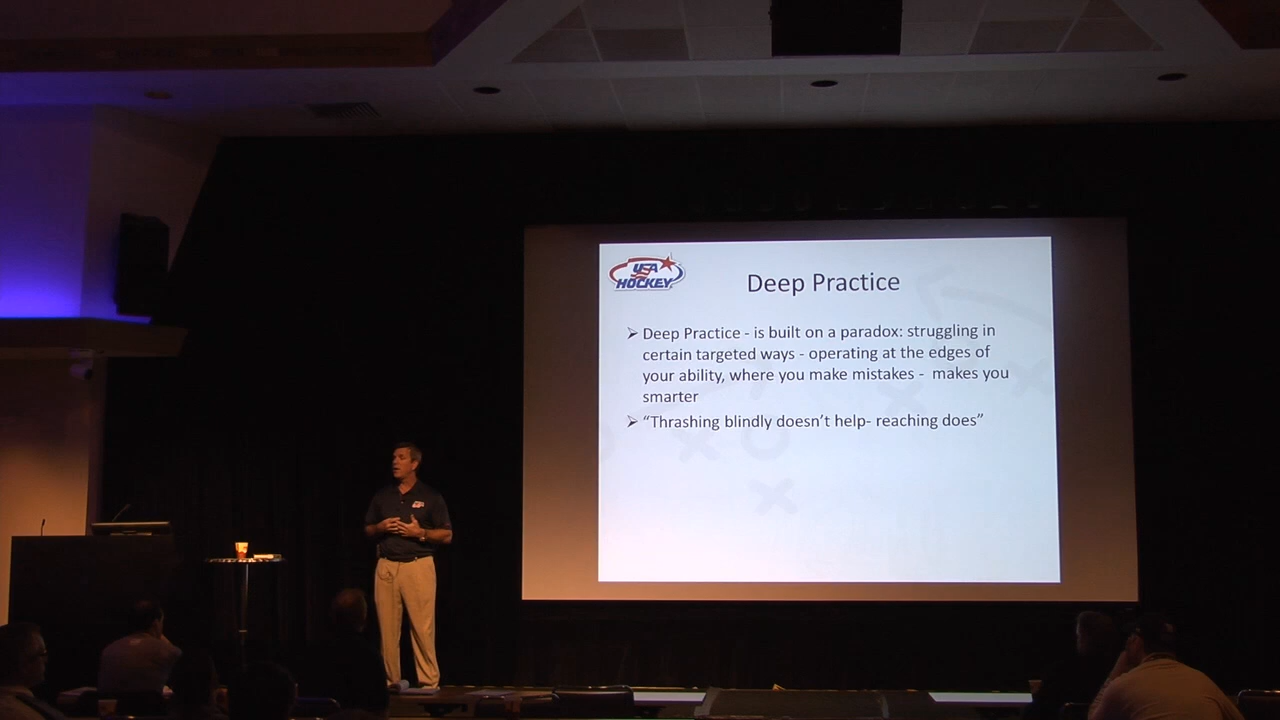 USA
HOCKEY
Deep Practice
➢ Deep Practice - is built on a paradox: struggling in
certain targeted ways - operating at the edges of
your ability, where you make mistakes -  makes you
smarter
➢ “Thrashing blindly doesn’t help- reaching does”